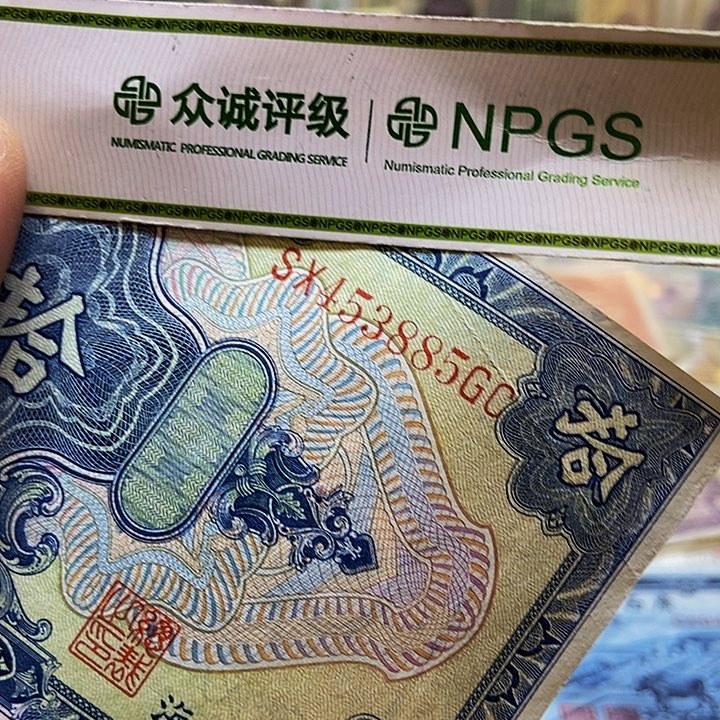 众诚评级
NUMISMATIC PROFESSIONAL GRADING SERVICE
NPGS
Numismatic Professional Grading Service
SX453885GC
拾
拾